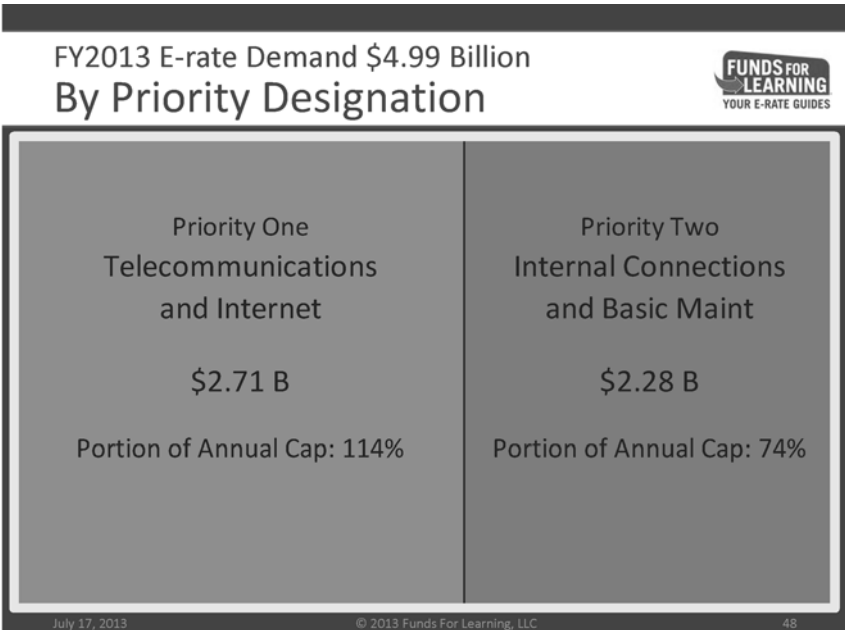 FY2013 E-rate Demand $4.99 Billion
By Priority Designation
FUNDS FOR
LEARNING
YOUR E-RATE GUIDES
Priority One
Telecommunications
and Internet
$2.71 B
Portion of Annual Cap: 114%
Priority Two
Internal Connections
and Basic Maint
$2.28 B
Portion of Annual Cap: 74%
July 17, 2013
© 2013 Funds For Learning, LLC
48